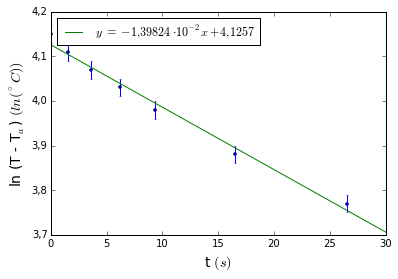 4,2
4,1
4,0
3,9
3,8
3,7
ln (T - T_a) (ln(°C))
y = −1,39824 · 10^{−2} x + 4,1257
0 5 10 15 20 25 30
t (s)